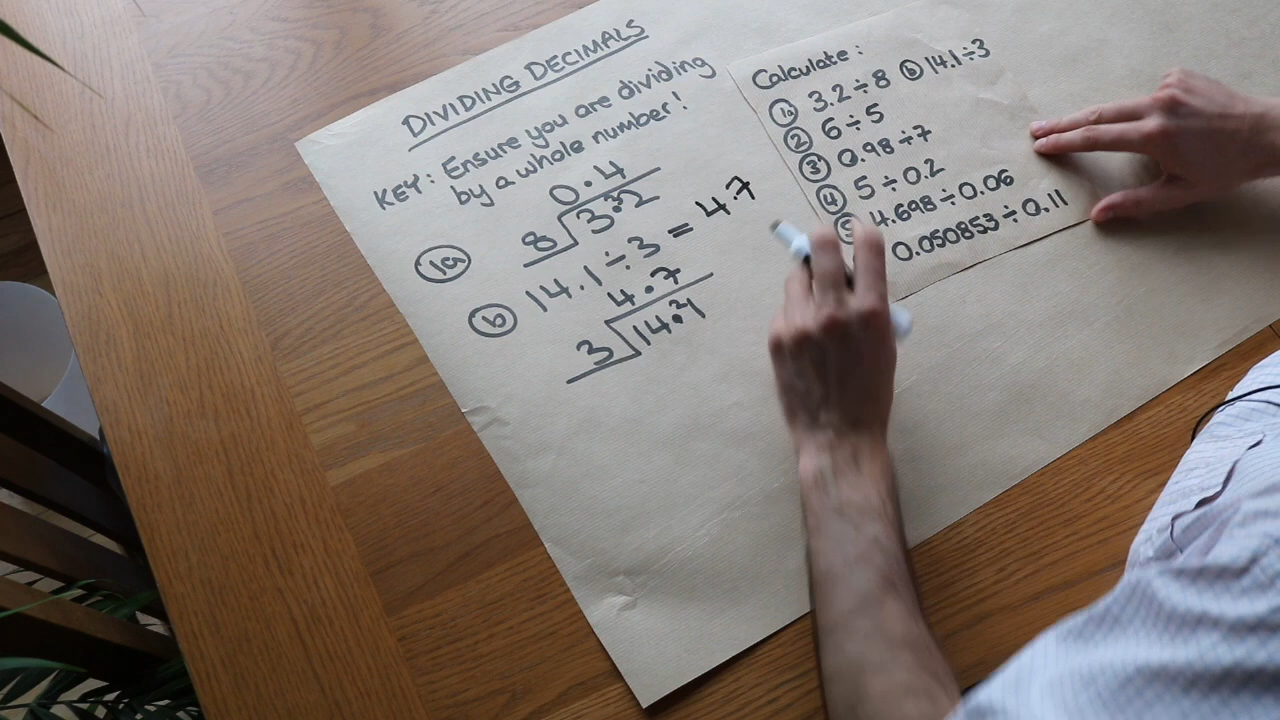 DIVIDING DECIMALS
KEY: Ensure you are dividing
by a whole number!
1a
0.4
8 3.³2
b 14.1÷3 = 4.7
4.7
3 14.²1
Calculate:
1a 3.2÷8 b 14.1÷3
2 6÷5
3 0.98÷7
4 5÷0.2
5 4.698÷0.06
0.050853÷0.11